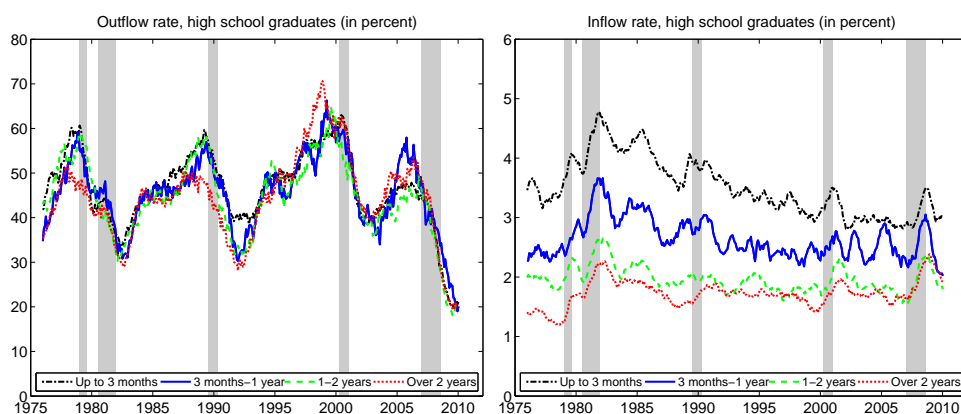 Outflow rate, high school graduates (in percent)
80
70
60
50
40
30
20
10
0
Up to 3 months 3 months−1 year 1−2 years Over 2 years
1975 1980 1985 1990 1995 2000 2005 2010
Inflow rate, high school graduates (in percent)
6
5
4
3
2
1
0
Up to 3 months 3 months−1 year 1−2 years Over 2 years
1975 1980 1985 1990 1995 2000 2005 2010